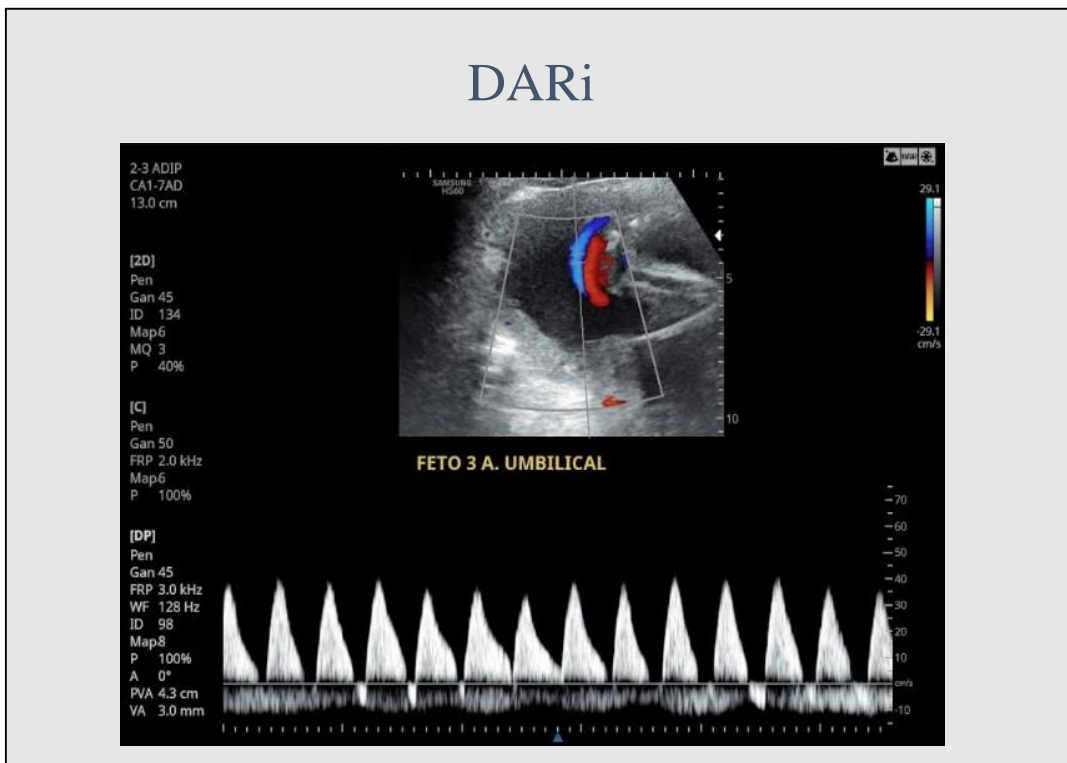 DARi
2-3 ADIP
CA1-7AD
13.0 cm
SAMSUNG
HS60
29.1
-29.1
cm/s
5
10
[2D]
Pen
Gan 45
ID 134
Map6
MQ 3
P 40%
[C]
Pen
Gan 50
FRP 2.0 kHz
Map6
P 100%
FETO 3 A. UMBILICAL
[DP]
Pen
Gan 45
FRP 3.0 kHz
WF 128 Hz
ID 98
Map8
P 100%
A 0°
PVA 4.3 cm
VA 3.0 mm
70
60
50
40
30
20
10
cm/s
-10